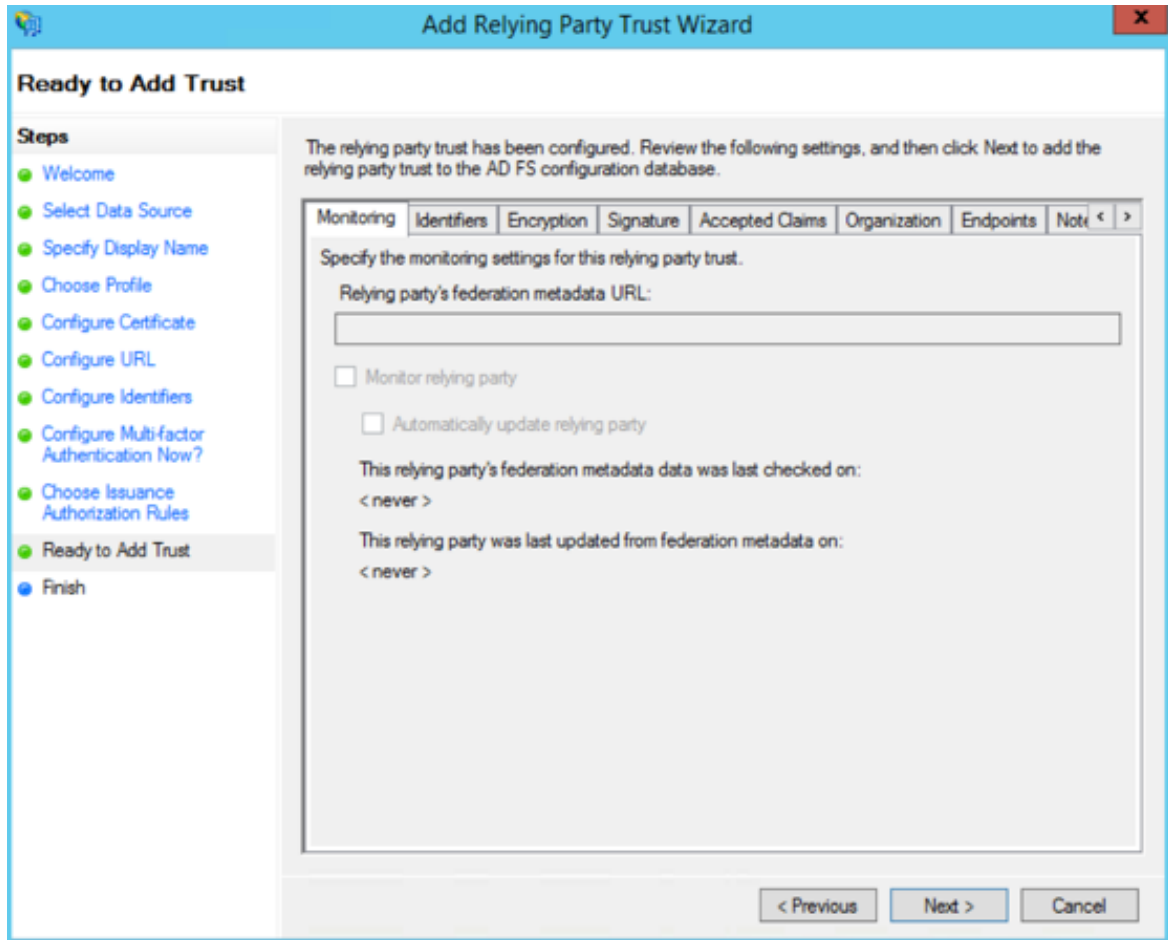 Add Relying Party Trust Wizard
x
Ready to Add Trust
Steps
Welcome
Select Data Source
Specify Display Name
Choose Profile
Configure Certificate
Configure URL
Configure Identifiers
Configure Multi-factor
Authentication Now?
Choose Issuance
Authorization Rules
Ready to Add Trust
Finish
The relying party trust has been configured. Review the following settings, and then click Next to add the
relying party trust to the AD FS configuration database.
Monitoring Identifiers Encryption Signature Accepted Claims Organization Endpoints Note < >
Specify the monitoring settings for this relying party trust.
Relying party's federation metadata URL:
Monitor relying party
Automatically update relying party
This relying party's federation metadata data was last checked on:
< never >
This relying party was last updated from federation metadata on:
< never >
< Previous Next > Cancel